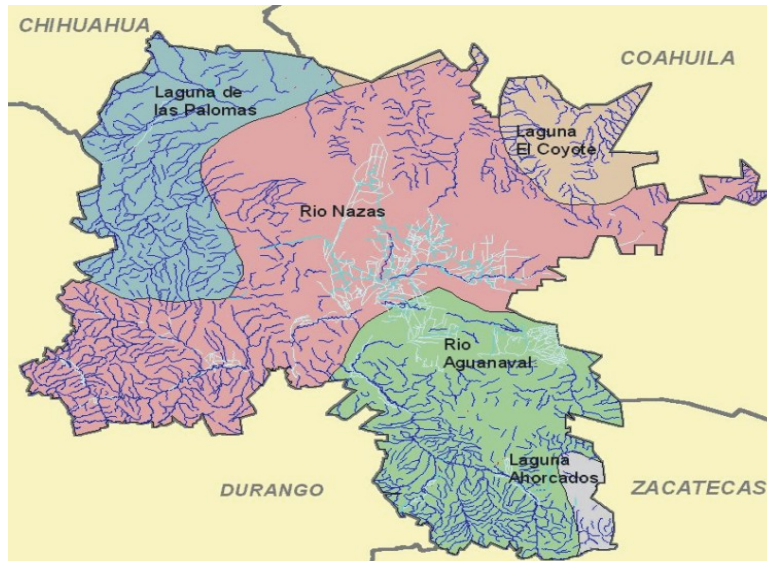 CHIHUAHUA
COAHUILA
Laguna de
las Palomas
Laguna
El Coyote
Rio Nazas
Rio
Aguanaval
Laguna
Ahorcados
DURANGO
ZACATECAS